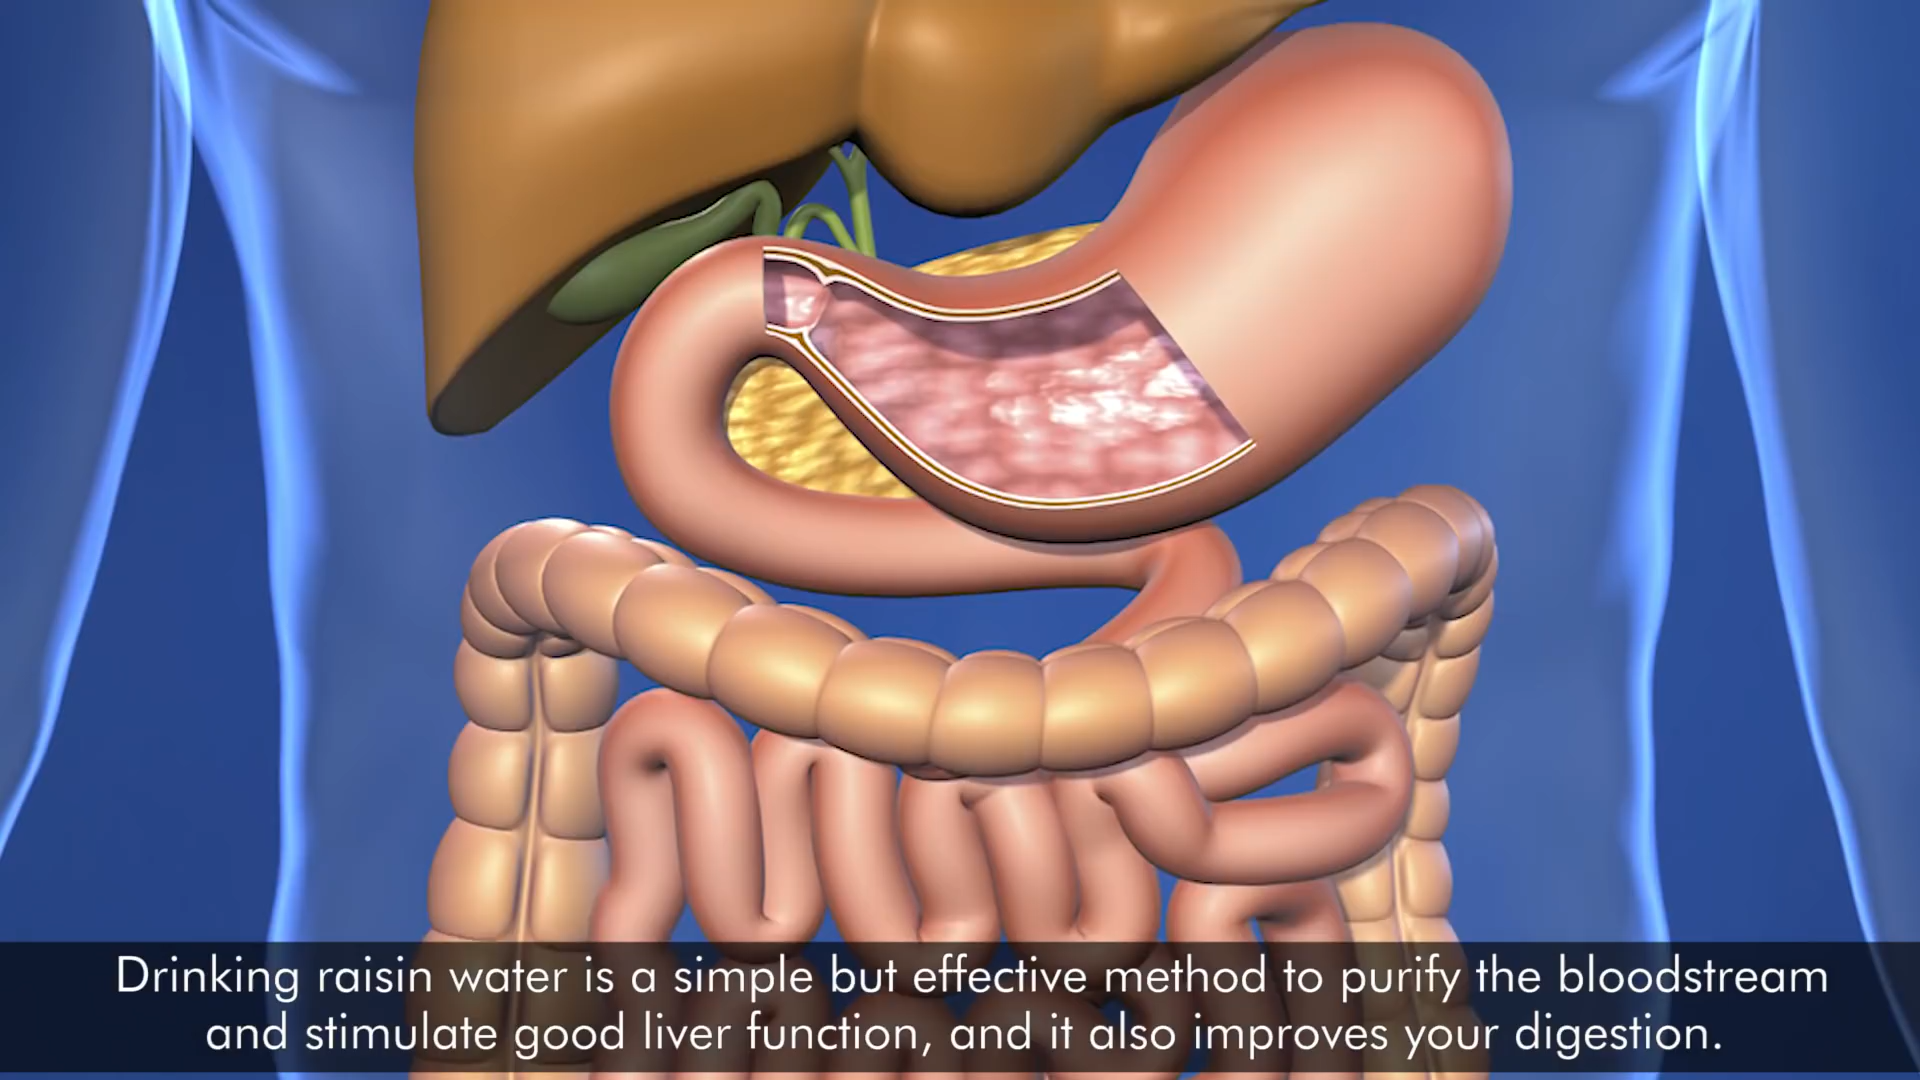 Drinking raisin water is a simple but effective method to purify the bloodstream
and stimulate good liver function, and it also improves your digestion.